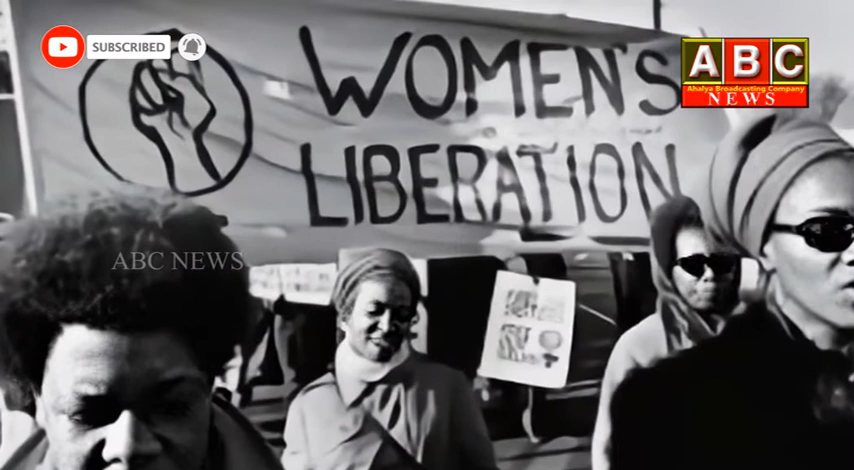 SUBSCRIBED
WOMEN'S
LIBERATION
ABC
Ahalya Broadcasting Company
NEWS
ABC NEWS